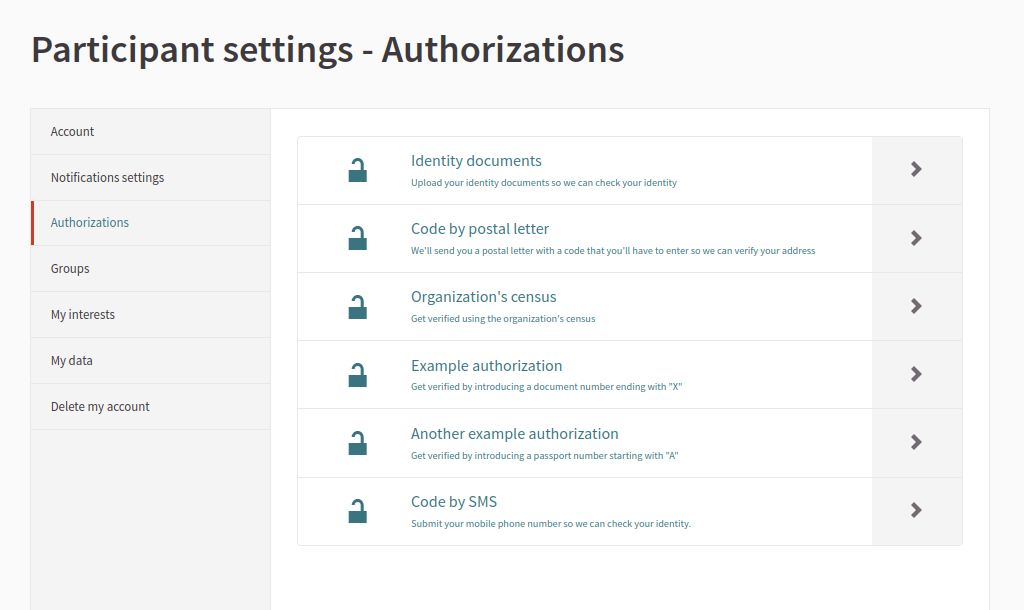 Participant settings - Authorizations
Account
Notifications settings
Authorizations
Groups
My interests
My data
Delete my account
Identity documents
Upload your identity documents so we can check your identity
Code by postal letter
We'll send you a postal letter with a code that you'll have to enter so we can verify your address
Organization's census
Get verified using the organization's census
Example authorization
Get verified by introducing a document number ending with "X"
Another example authorization
Get verified by introducing a passport number starting with "A"
Code by SMS
Submit your mobile phone number so we can check your identity.